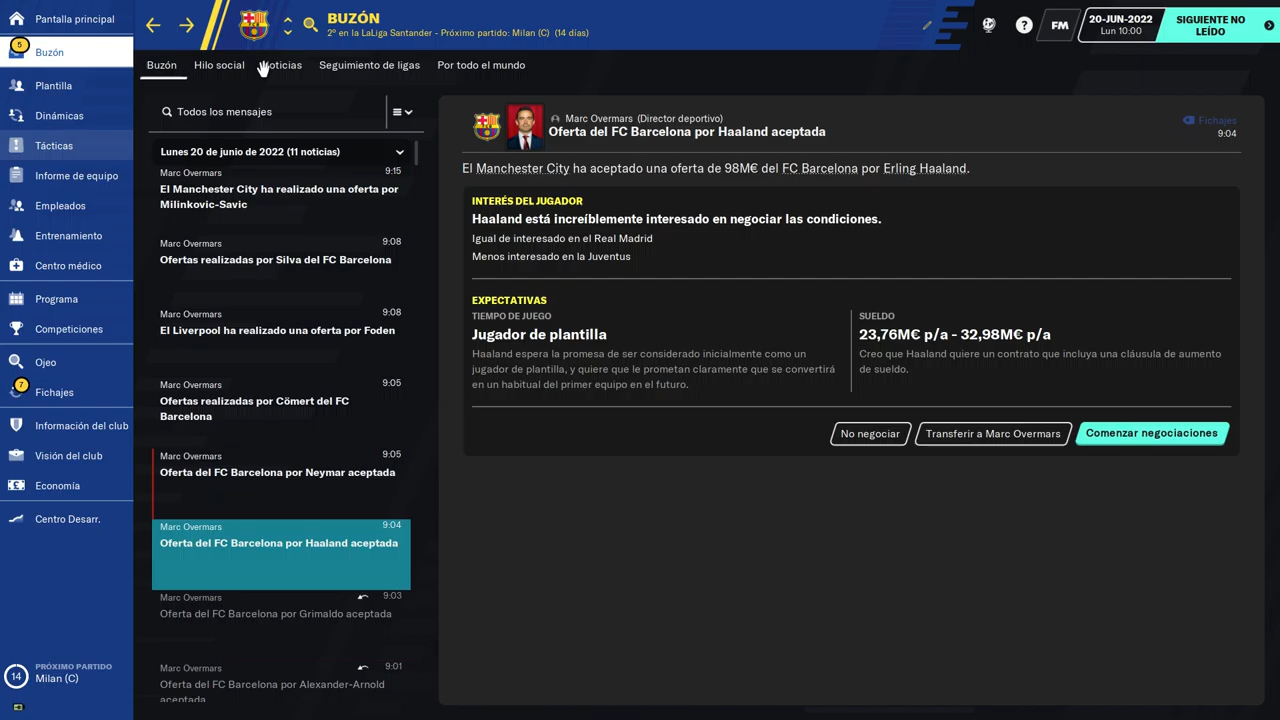 Pantalla principal
5
Buzón
Plantilla
Dinámicas
Tácticas
Informe de equipo
Empleados
Entrenamiento
Centro médico
Programa
Competiciones
Ojeo
7
Fichajes
Información del club
Visión del club
Economía
Centro Desarr.
14
PRÓXIMO PARTIDO
Milan (C)
BUZÓN
2º en la LaLiga Santander - Próximo partido: Milan (C) (14 días)
FM
20-JUN-2022
Lun 10:00
SIGUIENTE NO LEÍDO
Buzón
Hilo social
Seguimiento de ligas
Por todo el mundo
Todos los mensajes
Lunes 20 de junio de 2022 (11 noticias)
Marc Overmars 9:15
El Manchester City ha realizado una oferta por
Milinkovic-Savic
Marc Overmars 9:08
Ofertas realizadas por Silva del FC Barcelona
Marc Overmars 9:08
El Liverpool ha realizado una oferta por Foden
Marc Overmars 9:05
Ofertas realizadas por Cömert del FC
Barcelona
Marc Overmars 9:05
Oferta del FC Barcelona por Neymar aceptada
Marc Overmars 9:04
Oferta del FC Barcelona por Haaland aceptada
Marc Overmars 9:03
Oferta del FC Barcelona por Grimaldo aceptada
Marc Overmars 9:01
Oferta del FC Barcelona por Alexander-Arnold
aceptada
Marc Overmars (Director deportivo)
Oferta del FC Barcelona por Haaland aceptada
Fichajes
9:04
El Manchester City ha aceptado una oferta de 98M€ del FC Barcelona por Erling Haaland.
INTERÉS DEL JUGADOR
Haaland está increíblemente interesado en negociar las condiciones.
Igual de interesado en el Real Madrid
Menos interesado en la Juventus
EXPECTATIVAS
TIEMPO DE JUEGO
Jugador de plantilla
Haaland espera la promesa de ser considerado inicialmente como un
jugador de plantilla, y quiere que le prometan claramente que se convertirá
en un habitual del primer equipo en el futuro.
SUELDO
23,76M€ p/a - 32,98M€ p/a
Creo que Haaland quiere un contrato que incluya una cláusula de aumento
de sueldo.
No negociar
Transferir a Marc Overmars
Comenzar negociaciones